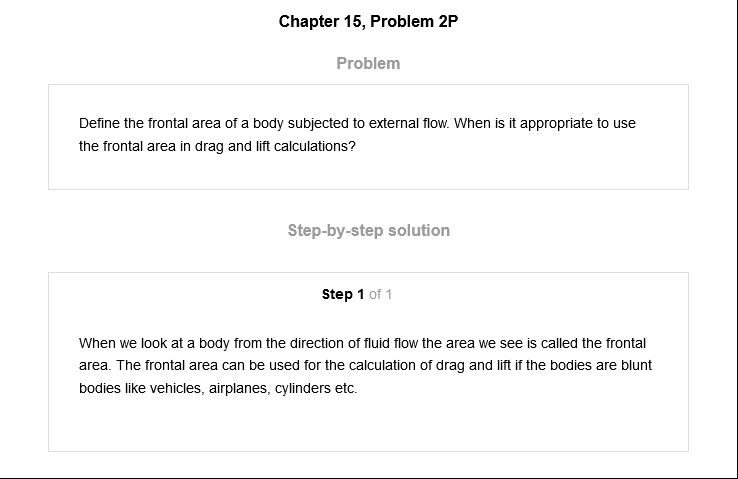 Chapter 15, Problem 2P
Problem
Define the frontal area of a body subjected to external flow. When is it appropriate to use
the frontal area in drag and lift calculations?
Step-by-step solution
Step 1 of 1
When we look at a body from the direction of fluid flow the area we see is called the frontal
area. The frontal area can be used for the calculation of drag and lift if the bodies are blunt
bodies like vehicles, airplanes, cylinders etc.